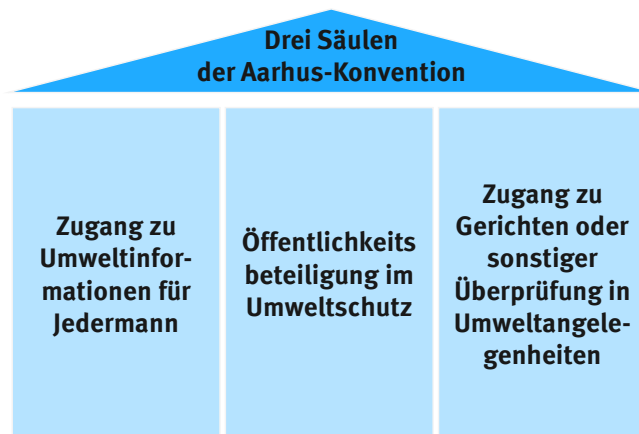 Drei Säulen
der Aarhus-Konvention
Zugang zu
Umweltinfor-
mationen für
Jedermann
Öffentlichkeits
beteiligung im
Umweltschutz
Zugang zu
Gerichten oder
sonstiger
Überprüfung in
Umweltangele-
genheiten